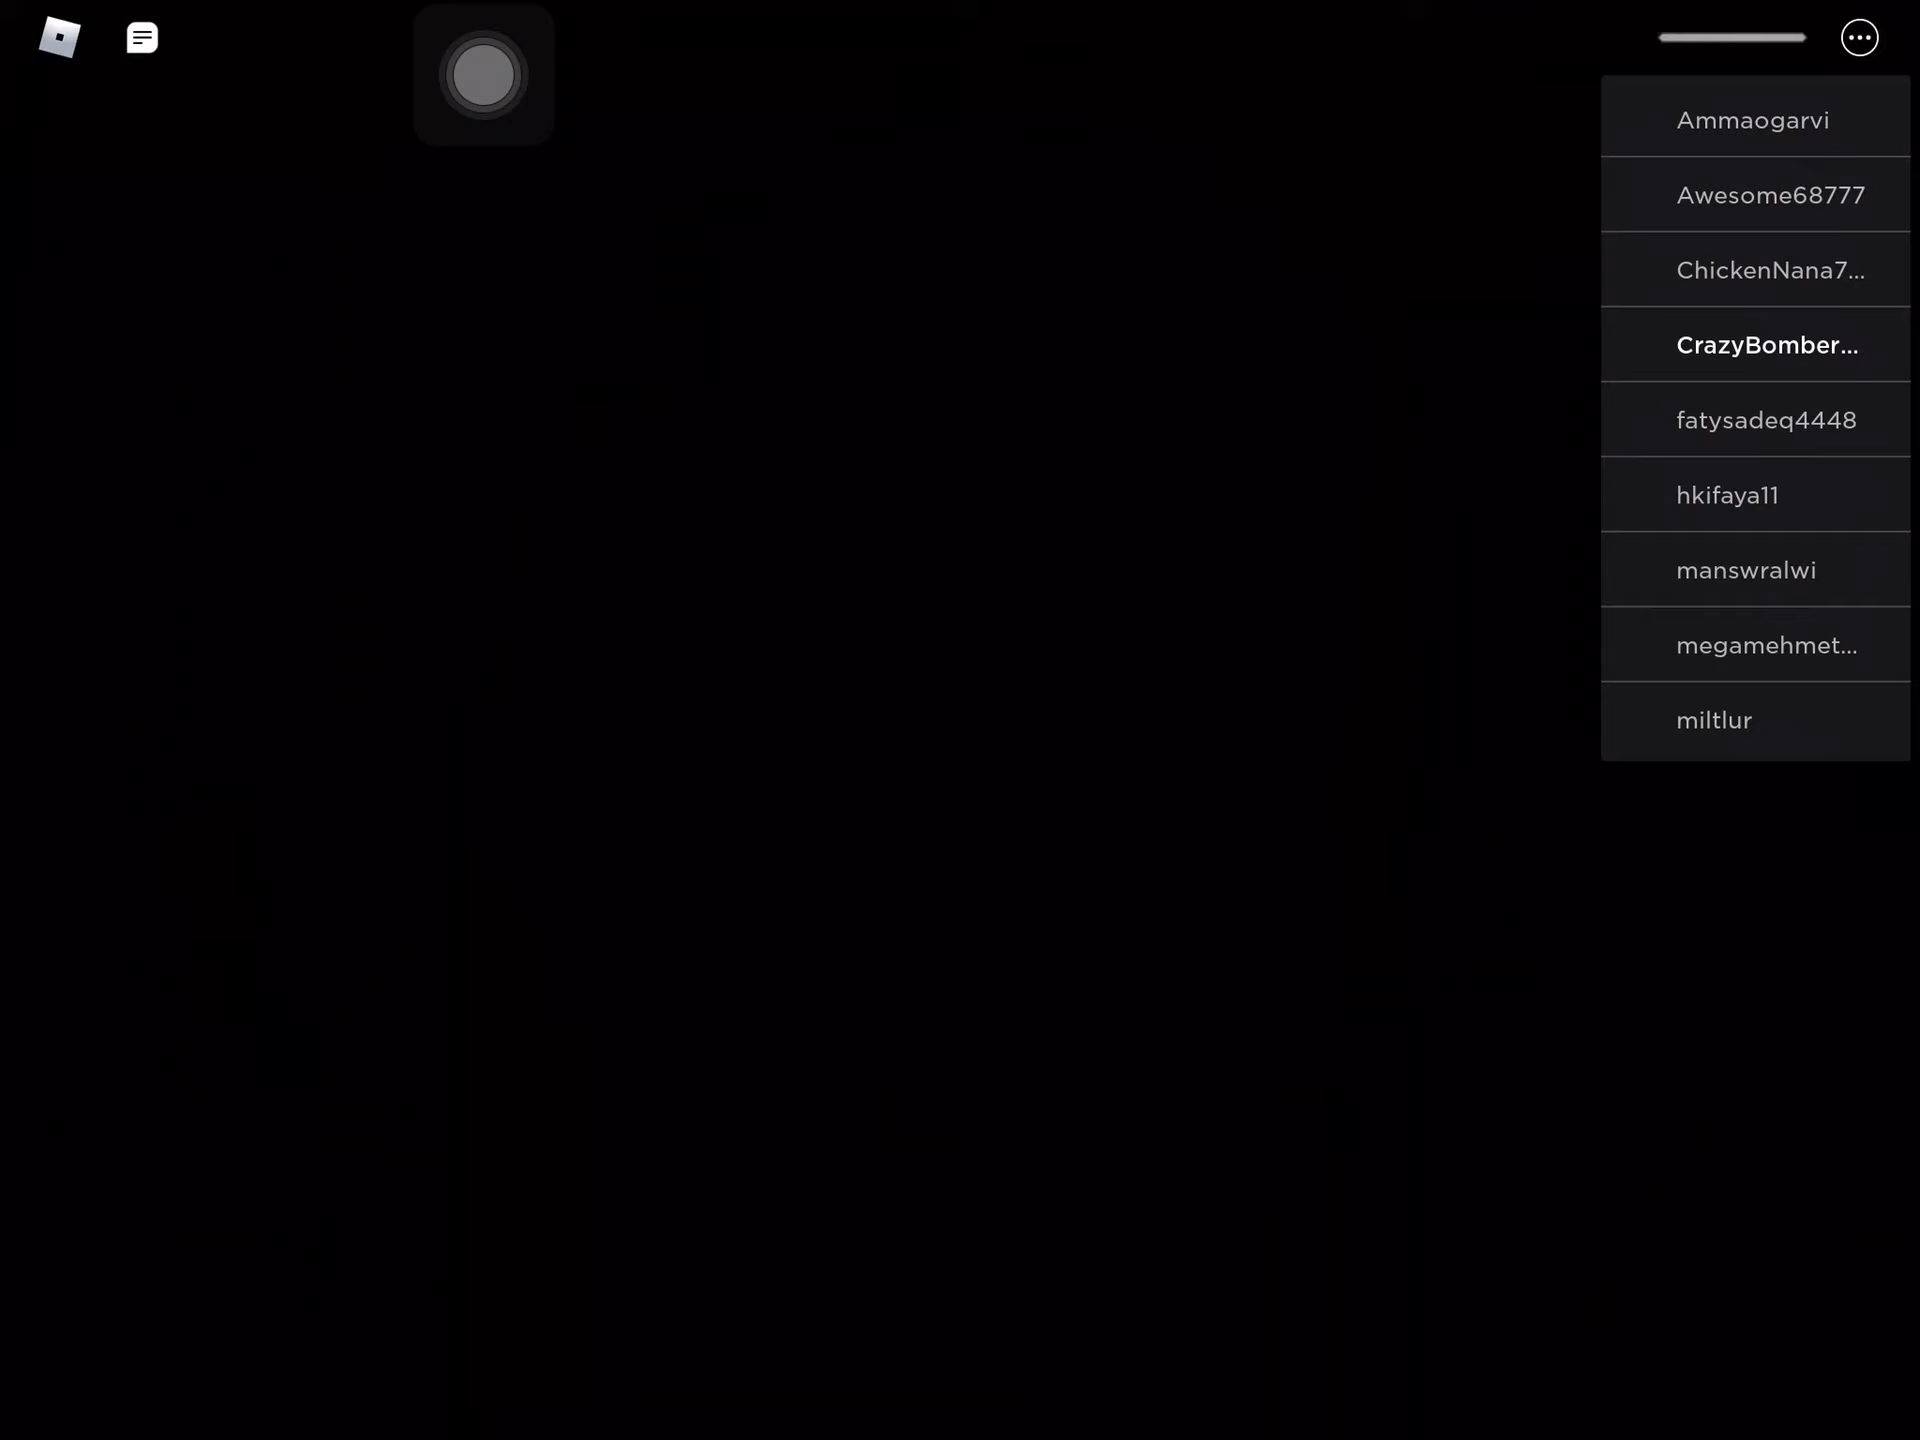 Ammaogarvi
Awesome68777
ChickenNana7...
CrazyBomber...
fatysadeq4448
hkifaya11
manswralwi
megamehmet...
miltlur